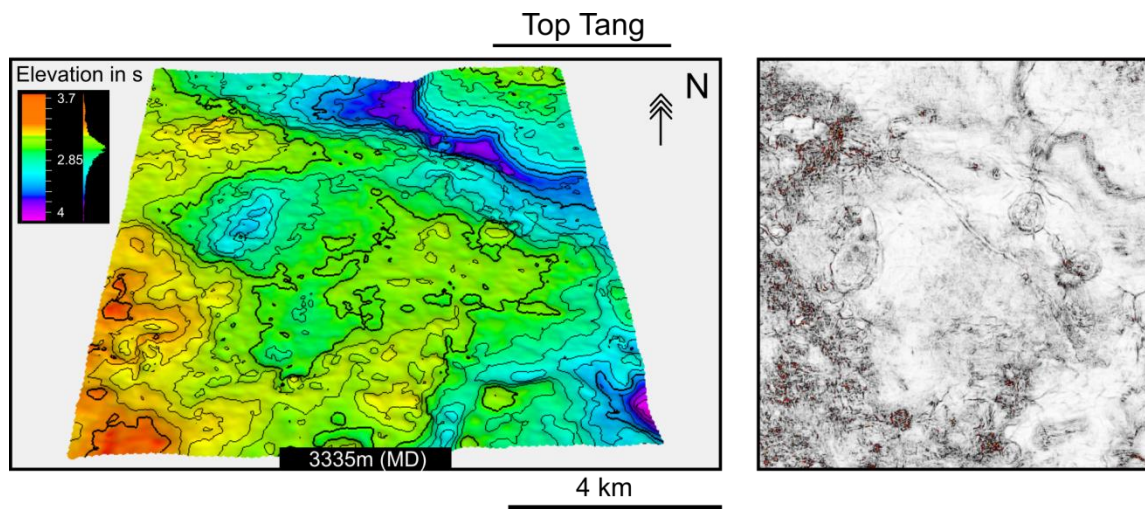 Top Tang
Elevation in s
3.7
2.85
4
N
3335m (MD)
4 km